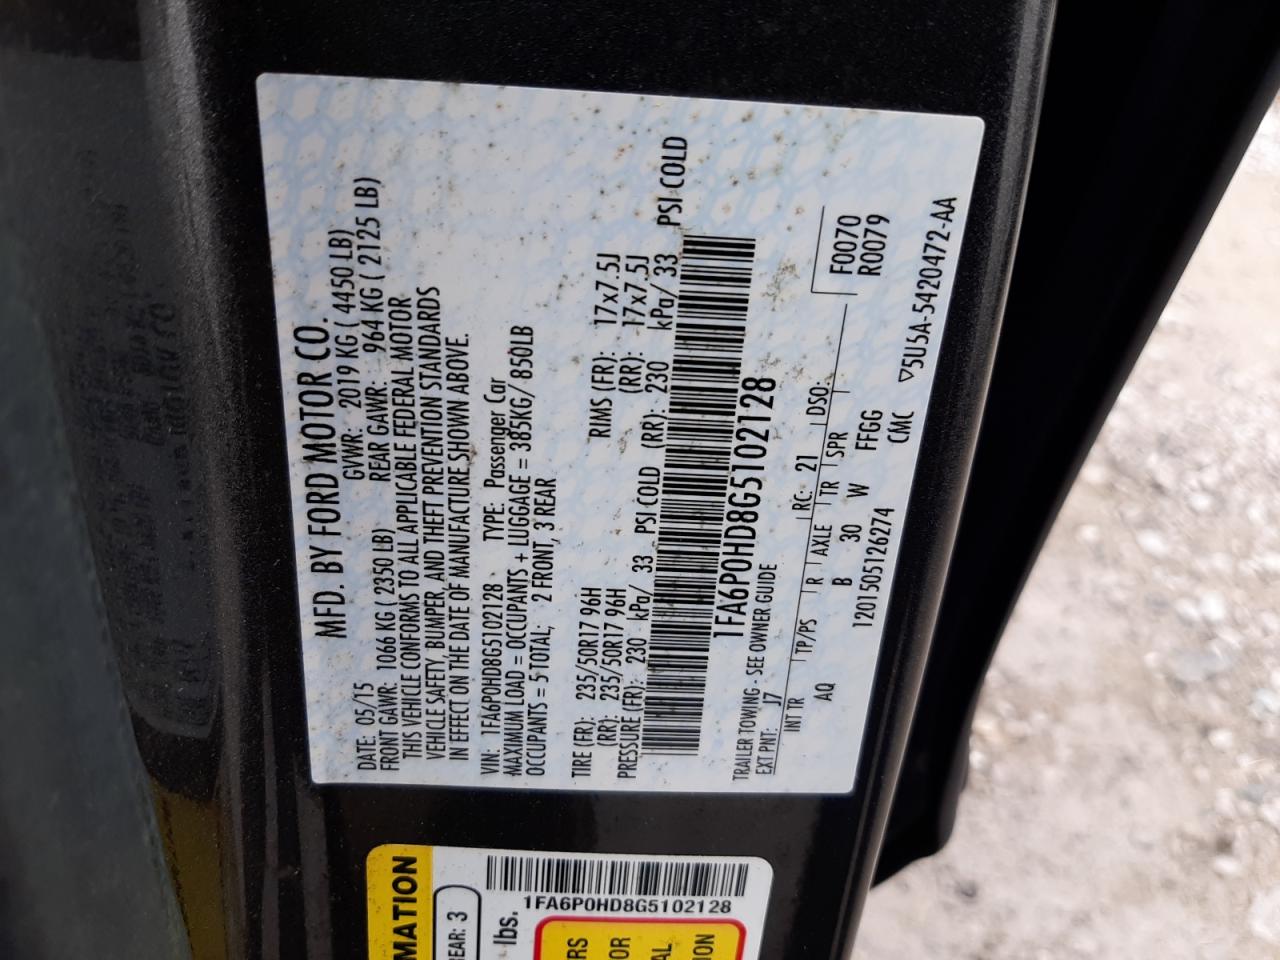 MFD. BY FORD MOTOR CO.
DATE: 05/15 GVWR: 2019 KG ( 4450 LB)
FRONT GAWR: 1066 KG ( 2350 LB) REAR GAWR: 964 KG ( 2125 LB)
THIS VEHICLE CONFORMS TO ALL APPLICABLE FEDERAL MOTOR
VEHICLE SAFETY, BUMPER, AND THEFT PREVENTION STANDARDS
IN EFFECT ON THE DATE OF MANUFACTURE SHOWN ABOVE.
VIN: 1FA6P0HD8G5102128 TYPE: Passenger Car
MAXIMUM LOAD = OCCUPANTS + LUGGAGE = 385KG/ 850LB
OCCUPANTS = 5 TOTAL, 2 FRONT, 3 REAR
TIRE (FR): 235/50R17 96H RIMS (FR): 17x7.5J
(RR): 235/50R17 96H (RR): 17x7.5J
PRESSURE (FR): 230 kPa/ 33 PSI COLD (RR): 230 kPa/ 33 PSI COLD
1FA6P0HD8G5102128
TRAILER TOWING - SEE OWNER GUIDE
EXT PNT: J7 RC: 21 DSO:
INT TR TP/PS R AXLE TR SPR
AQ B 30 W FFGG
F0070
R0079
1201505126274 CMC ▽5U5A-5420472-AA
MATION
REAR: 3
lbs.
1FA6P0HD8G5102128
RS
OR
AL
ION